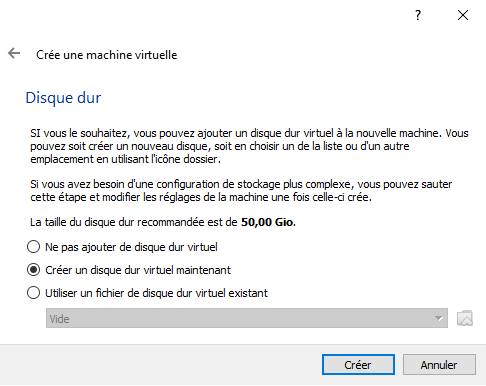 ?
Crée une machine virtuelle
Disque dur
SI vous le souhaitez, vous pouvez ajouter un disque dur virtuel à la nouvelle machine. Vous
pouvez soit créer un nouveau disque, soit en choisir un de la liste ou d'un autre
emplacement en utilisant l'icône dossier.
Si vous avez besoin d'une configuration de stockage plus complexe, vous pouvez sauter
cette étape et modifier les réglages de la machine une fois celle-ci crée.
La taille du disque dur recommandée est de 50,00 Gio.
Ne pas ajouter de disque dur virtuel
Créer un disque dur virtuel maintenant
Utiliser un fichier de disque dur virtuel existant
Vide
Créer
Annuler